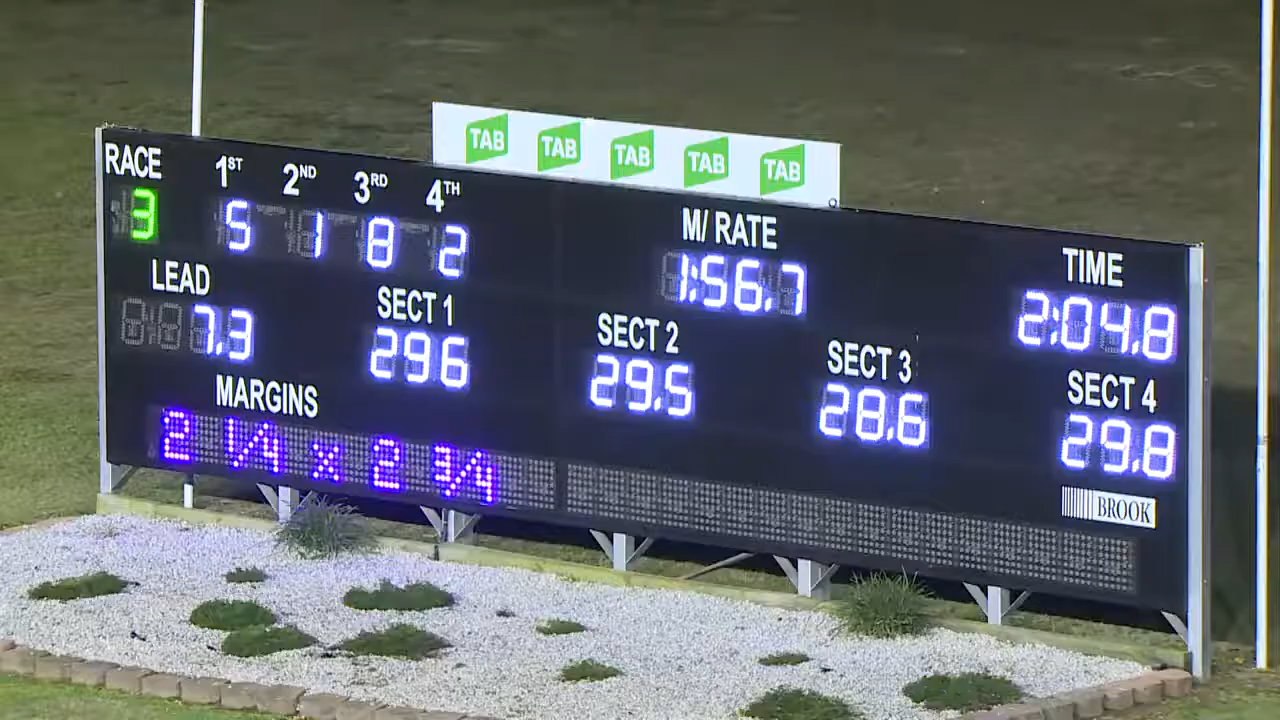 TAB TAB TAB TAB TAB
RACE 1ST 2ND 3RD 4TH
3 5 1 8 2
M/ RATE
1:56.7
TIME
2:04.8
LEAD
7.3
SECT 1
296
SECT 2
29.5
SECT 3
28.6
SECT 4
29.8
MARGINS
2 1/4 x 2 3/4
BROOK